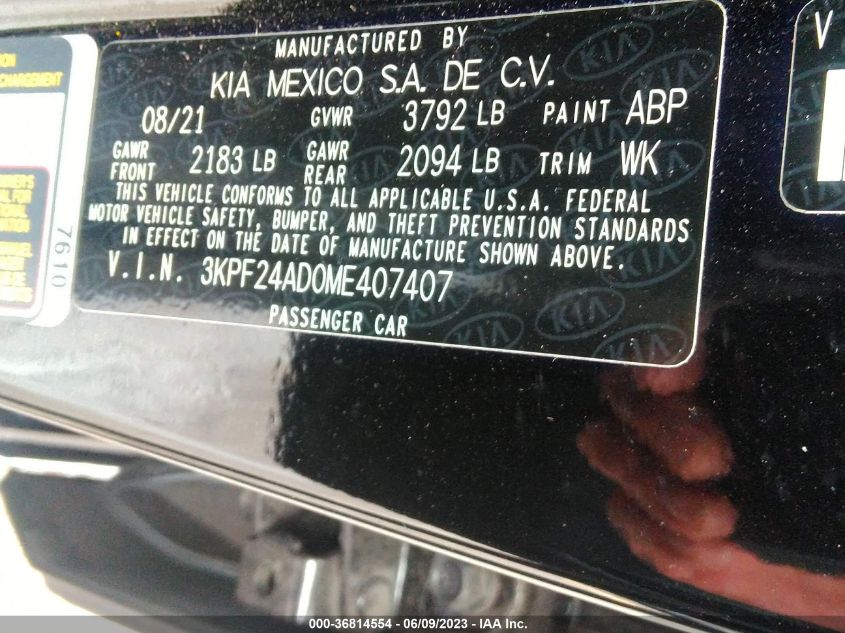 MANUFACTURED BY
KIA MEXICO S.A. DE C.V.
08/21 GVWR 3792 LB PAINT ABP
GAWR FRONT 2183 LB GAWR REAR 2094 LB TRIM WK
THIS VEHICLE CONFORMS TO ALL APPLICABLE U.S.A. FEDERAL
MOTOR VEHICLE SAFETY, BUMPER, AND THEFT PREVENTION STANDARDS
IN EFFECT ON THE DATE OF MANUFACTURE SHOWN ABOVE.
V.I.N. 3KPF24AD0ME407407
PASSENGER CAR
7610
V
000-36814554 - 06/09/2023 - IAA Inc.